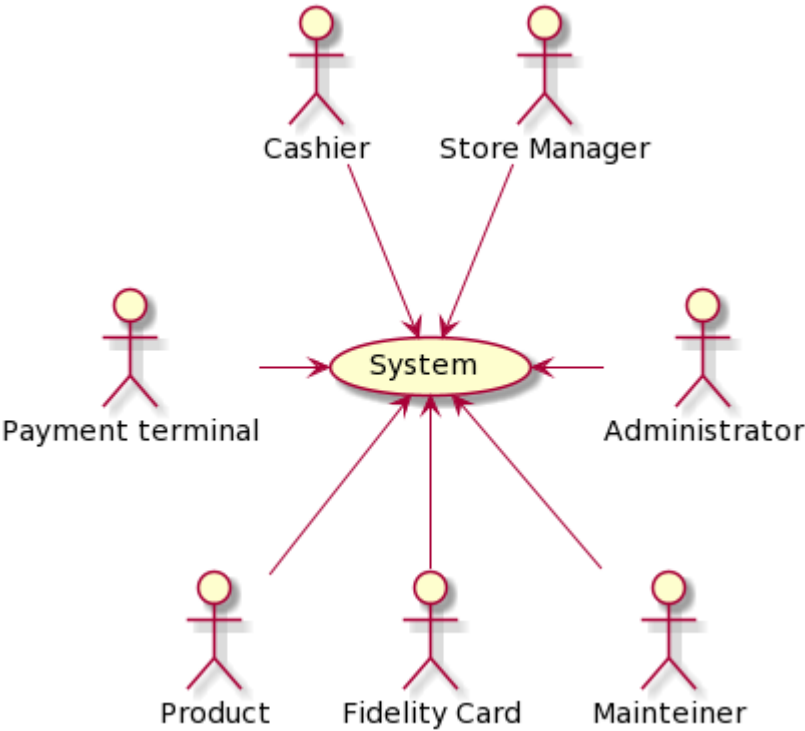 Cashier
Store Manager
System
Payment terminal
Administrator
Product
Fidelity Card
Mainteiner